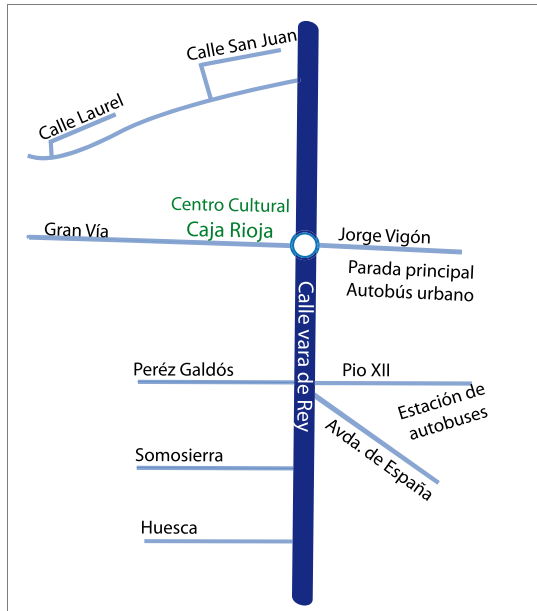 Calle San Juan
Calle Laurel
Centro Cultural
Caja Rioja
Gran Vía
Jorge Vigón
Parada principal
Autobús urbano
Calle vara de Rey
Peréz Galdós
Pio XII
Estación de
autobuses
Avda. de España
Somosierra
Huesca